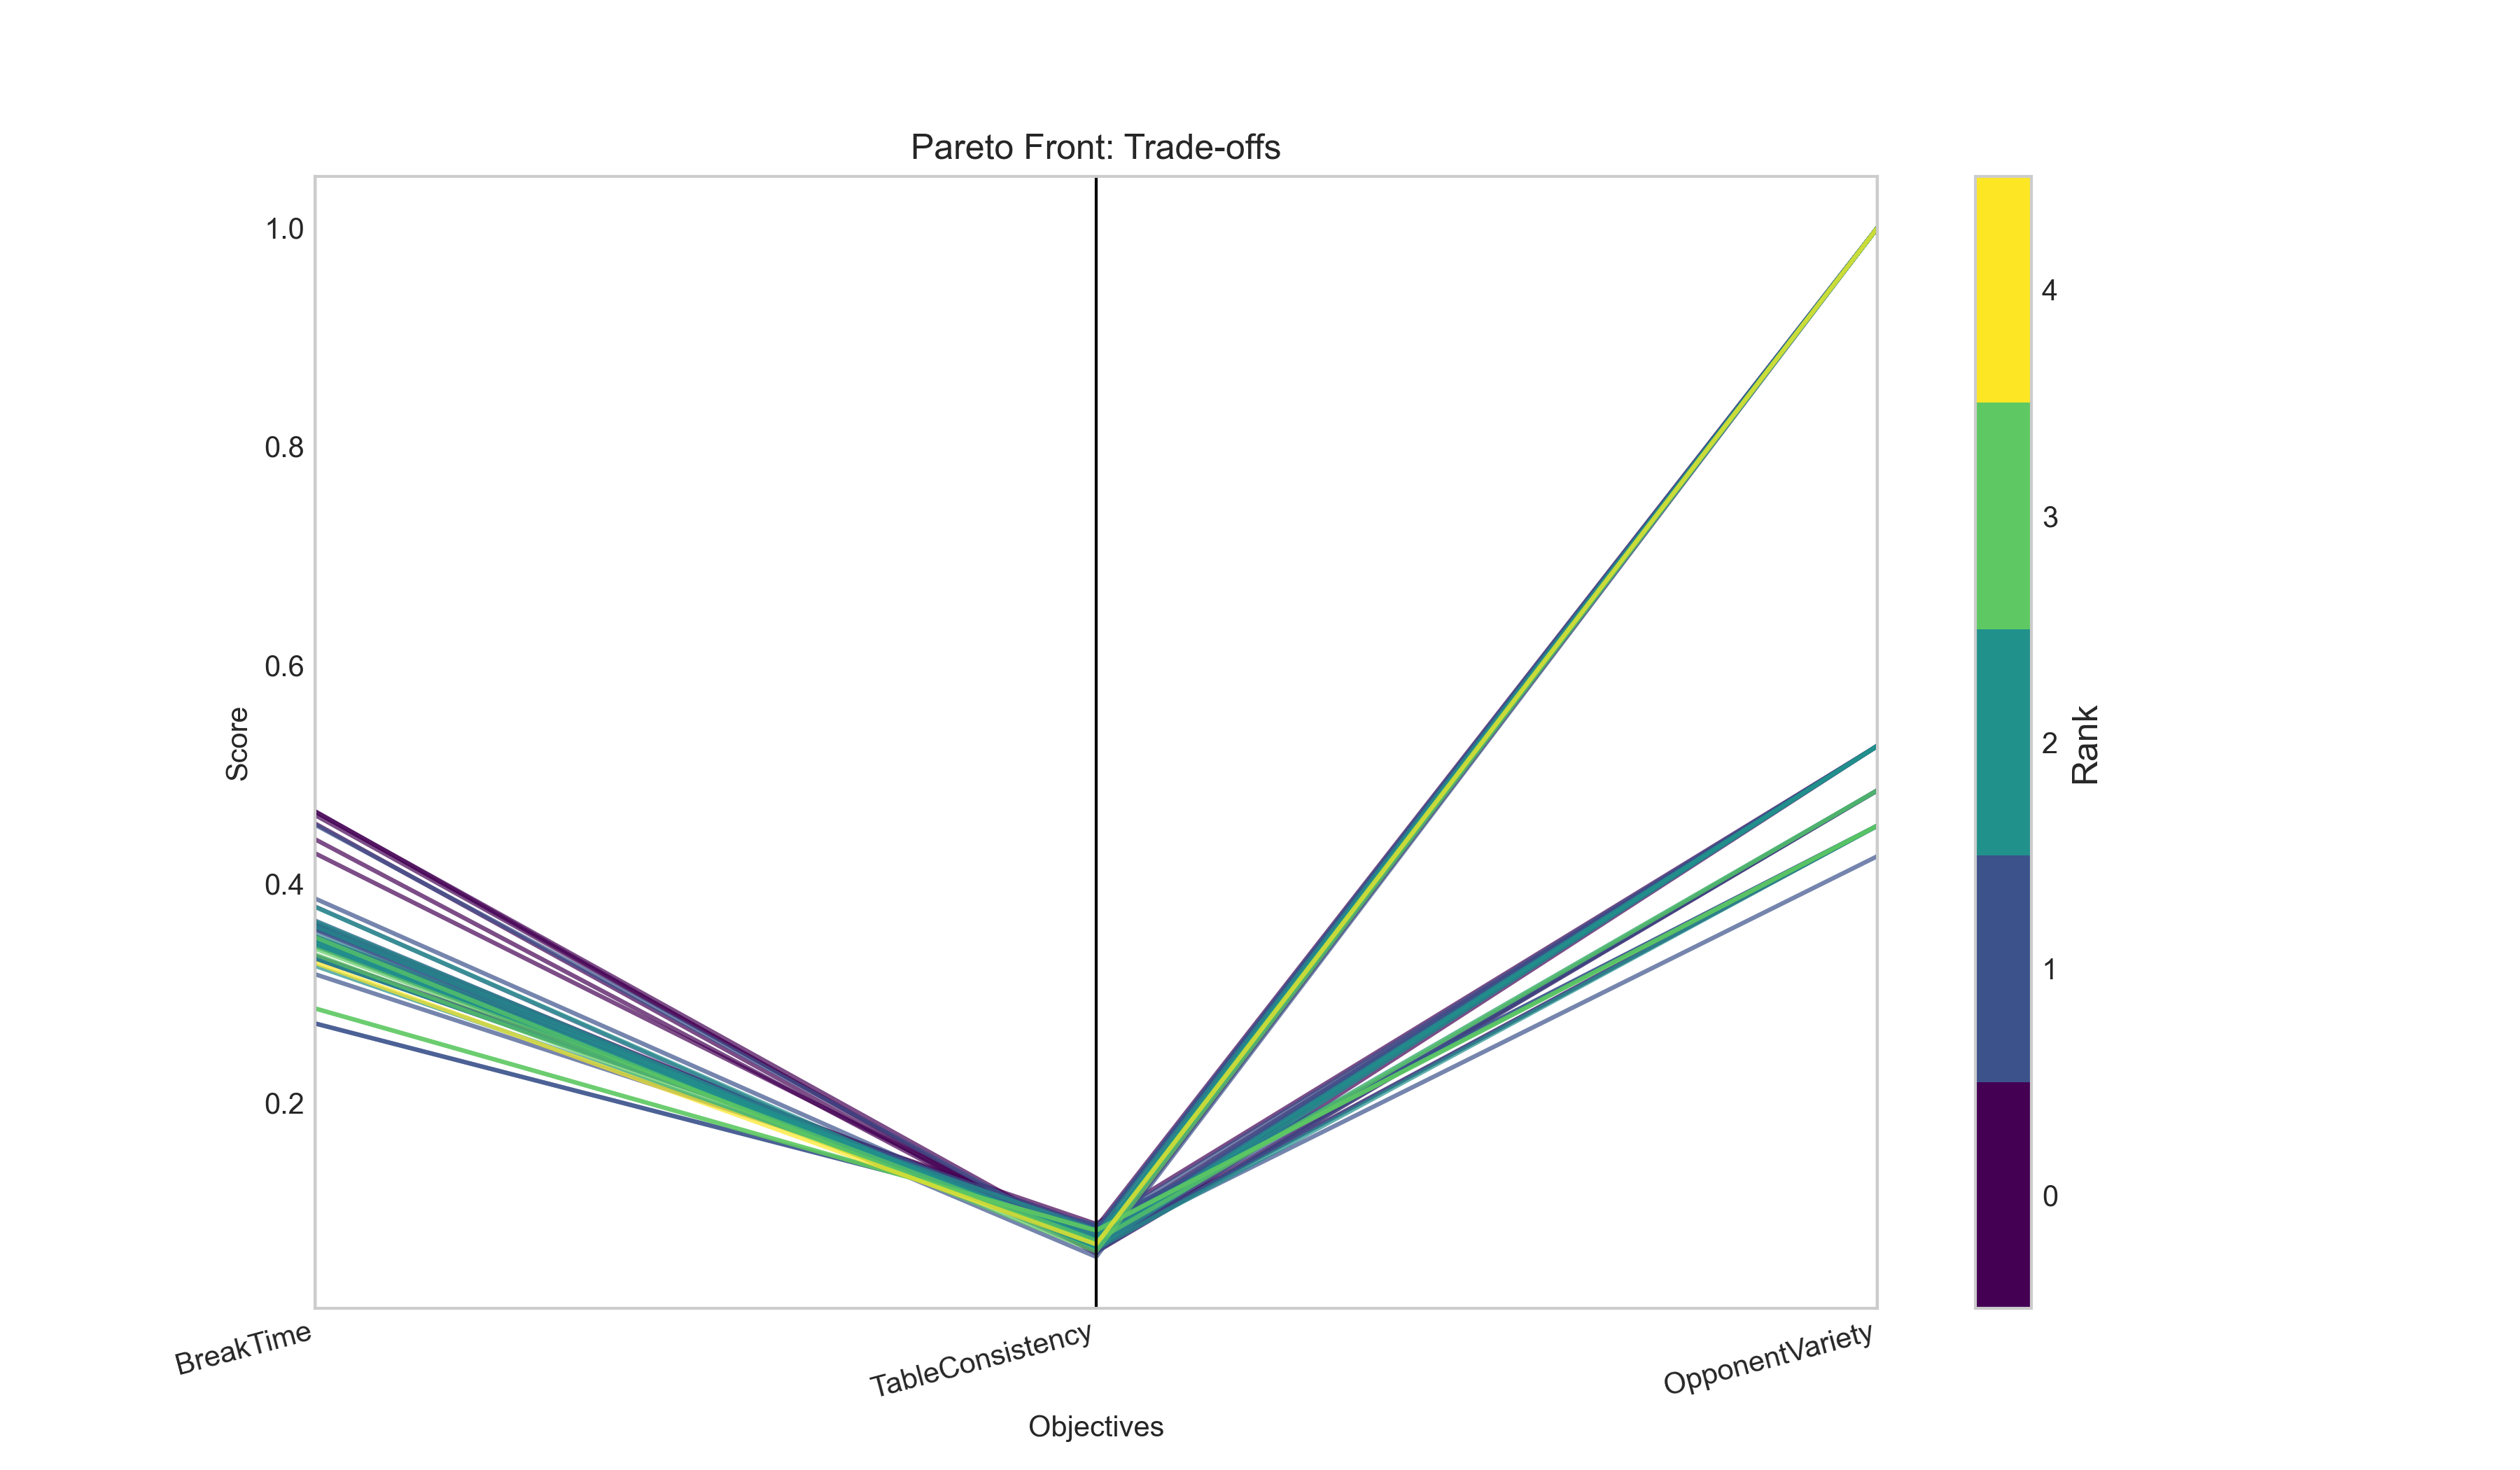 Pareto Front: Trade-offs
1.0
0.8
0.6
0.4
0.2
Score
BreakTime
TableConsistency
OpponentVariety
Objectives
4
3
2
1
0
Rank